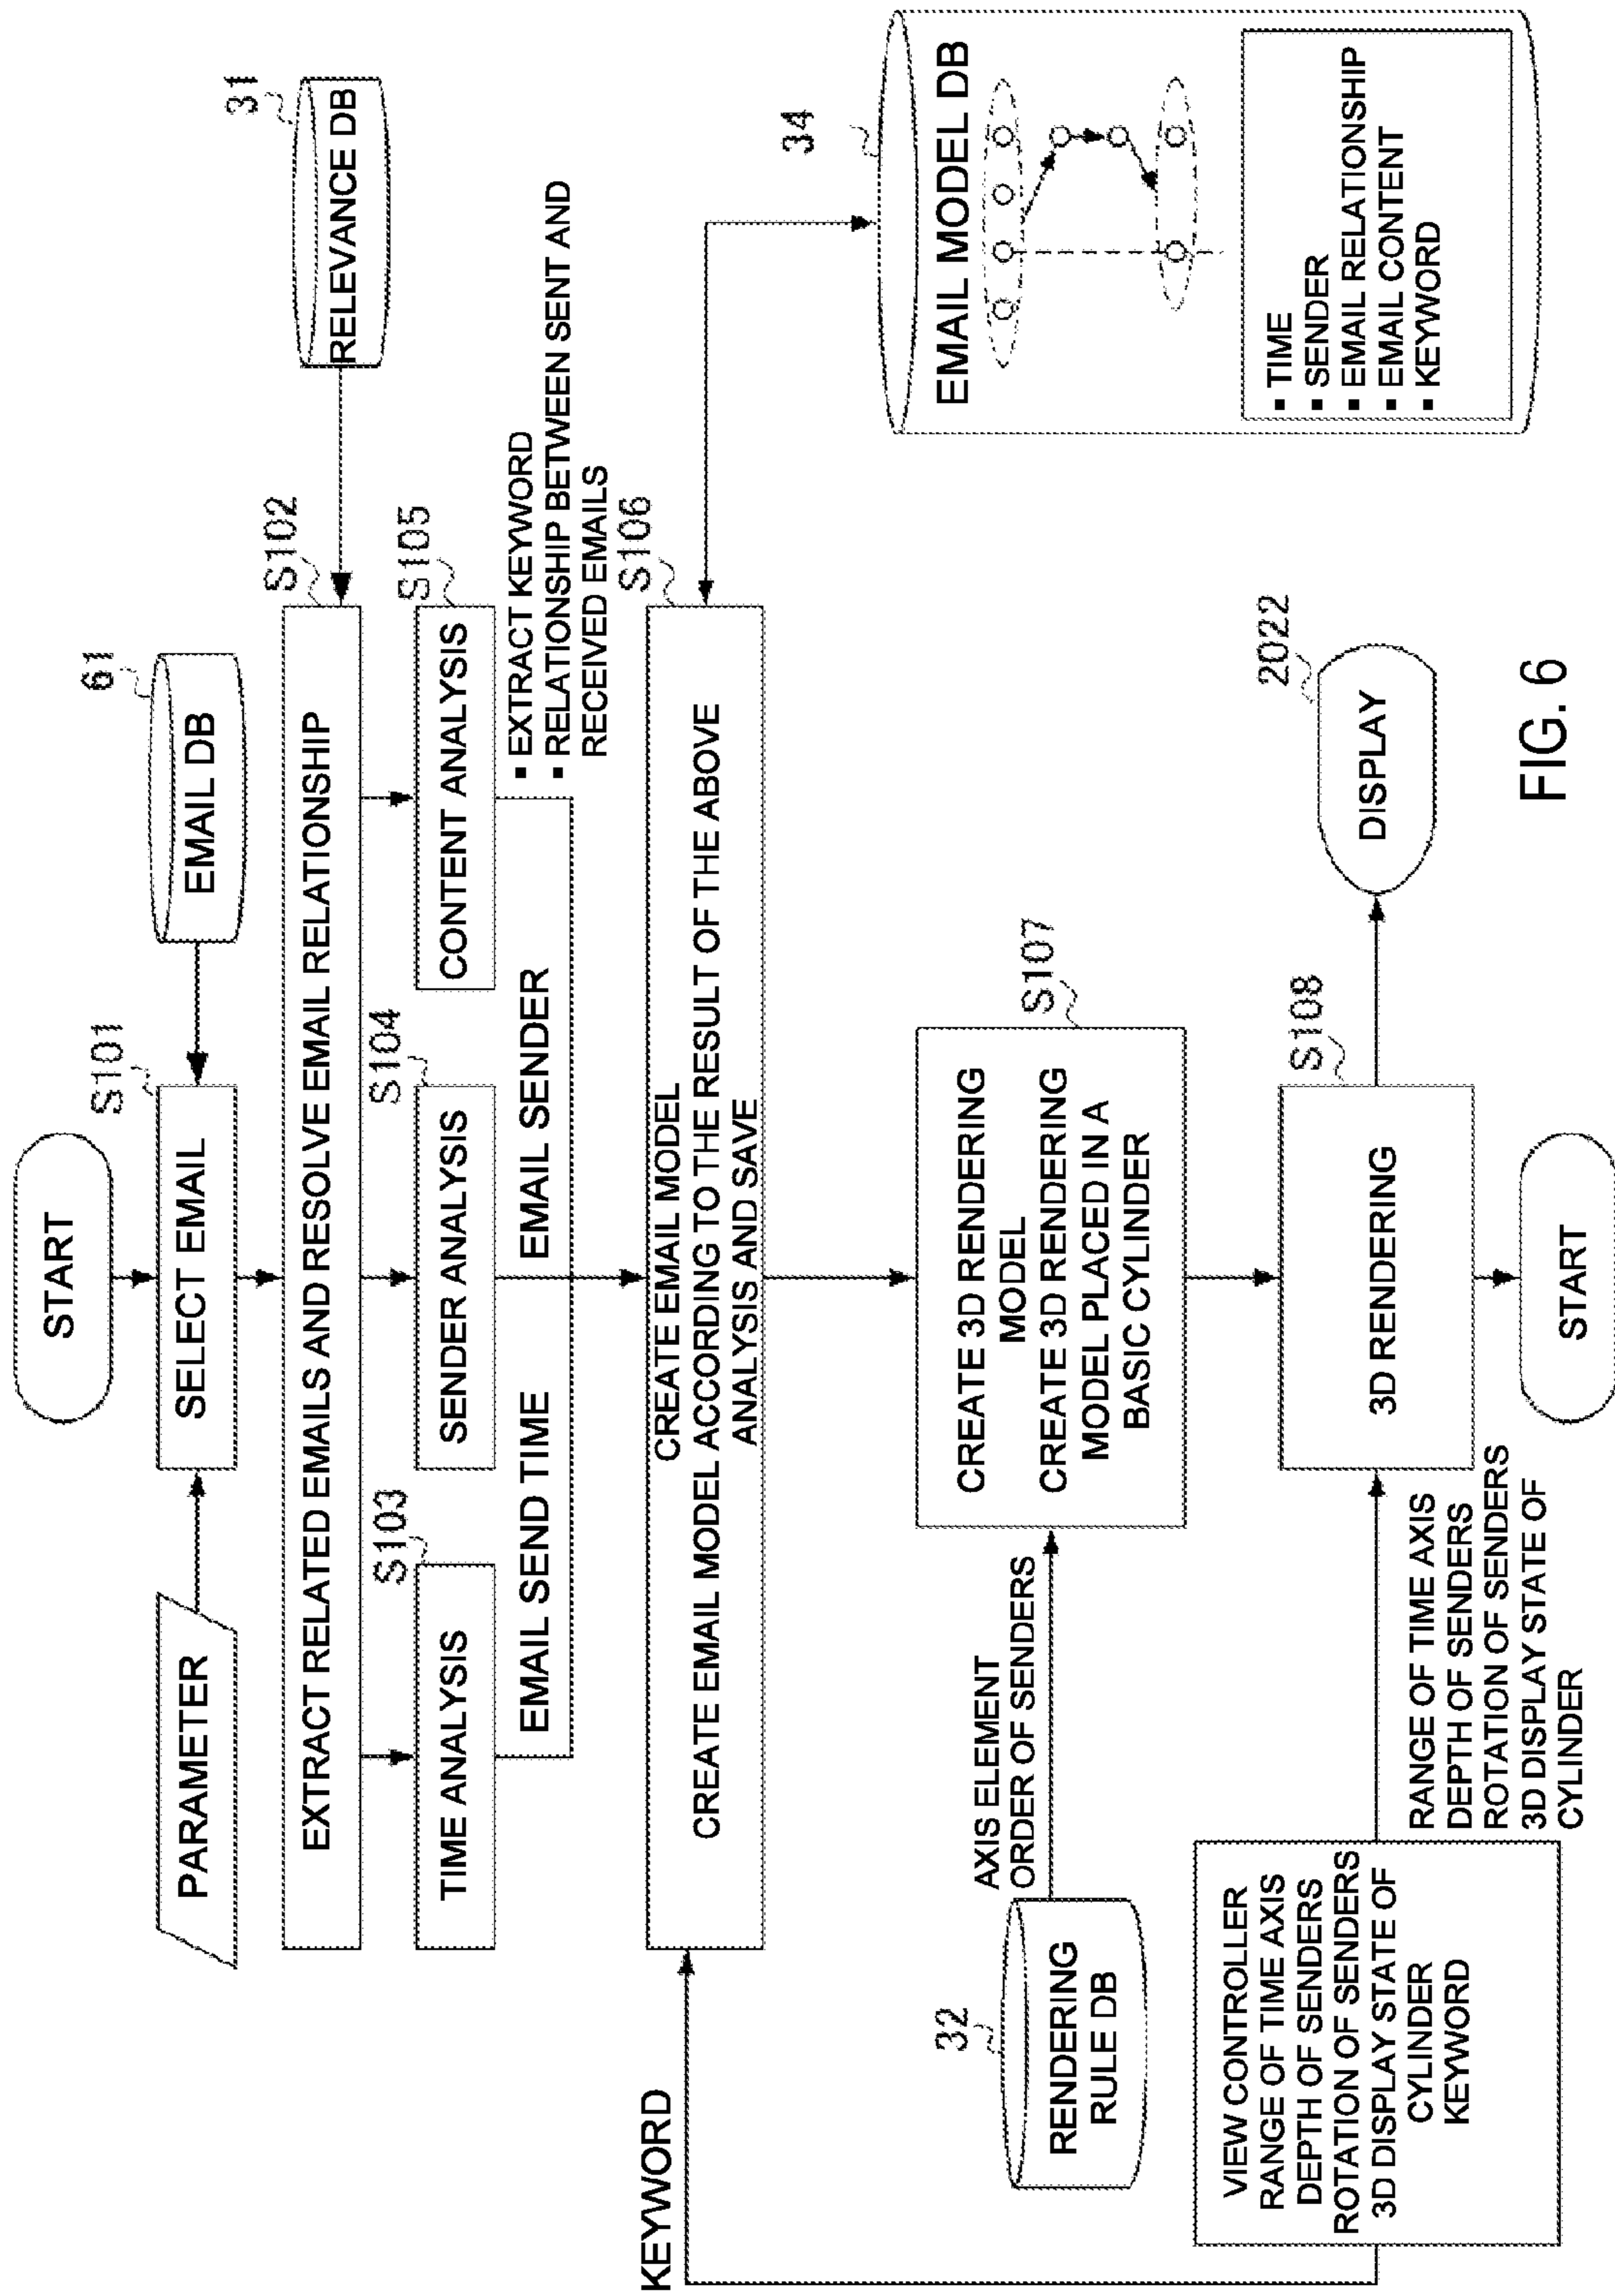 START
S101
61
PARAMETER
SELECT EMAIL
EMAIL DB
S102
31
EXTRACT RELATED EMAILS AND RESOLVE EMAIL RELATIONSHIP
RELEVANCE DB
S103
S104
S105
TIME ANALYSIS
SENDER ANALYSIS
CONTENT ANALYSIS
EMAIL SEND TIME
EMAIL SENDER
▪ EXTRACT KEYWORD
▪ RELATIONSHIP BETWEEN SENT AND
RECEIVED EMAILS
KEYWORD
S106
CREATE EMAIL MODEL
CREATE EMAIL MODEL ACCORDING TO THE RESULT OF THE ABOVE
ANALYSIS AND SAVE
34
EMAIL MODEL DB
▪ TIME
▪ SENDER
▪ EMAIL RELATIONSHIP
▪ EMAIL CONTENT
▪ KEYWORD
32
RENDERING
RULE DB
AXIS ELEMENT
ORDER OF SENDERS
S107
CREATE 3D RENDERING
MODEL
CREATE 3D RENDERING
MODEL PLACED IN A
BASIC CYLINDER
VIEW CONTROLLER
RANGE OF TIME AXIS
DEPTH OF SENDERS
ROTATION OF SENDERS
3D DISPLAY STATE OF
CYLINDER
KEYWORD
RANGE OF TIME AXIS
DEPTH OF SENDERS
ROTATION OF SENDERS
3D DISPLAY STATE OF
CYLINDER
S108
3D RENDERING
2022
DISPLAY
START
FIG. 6